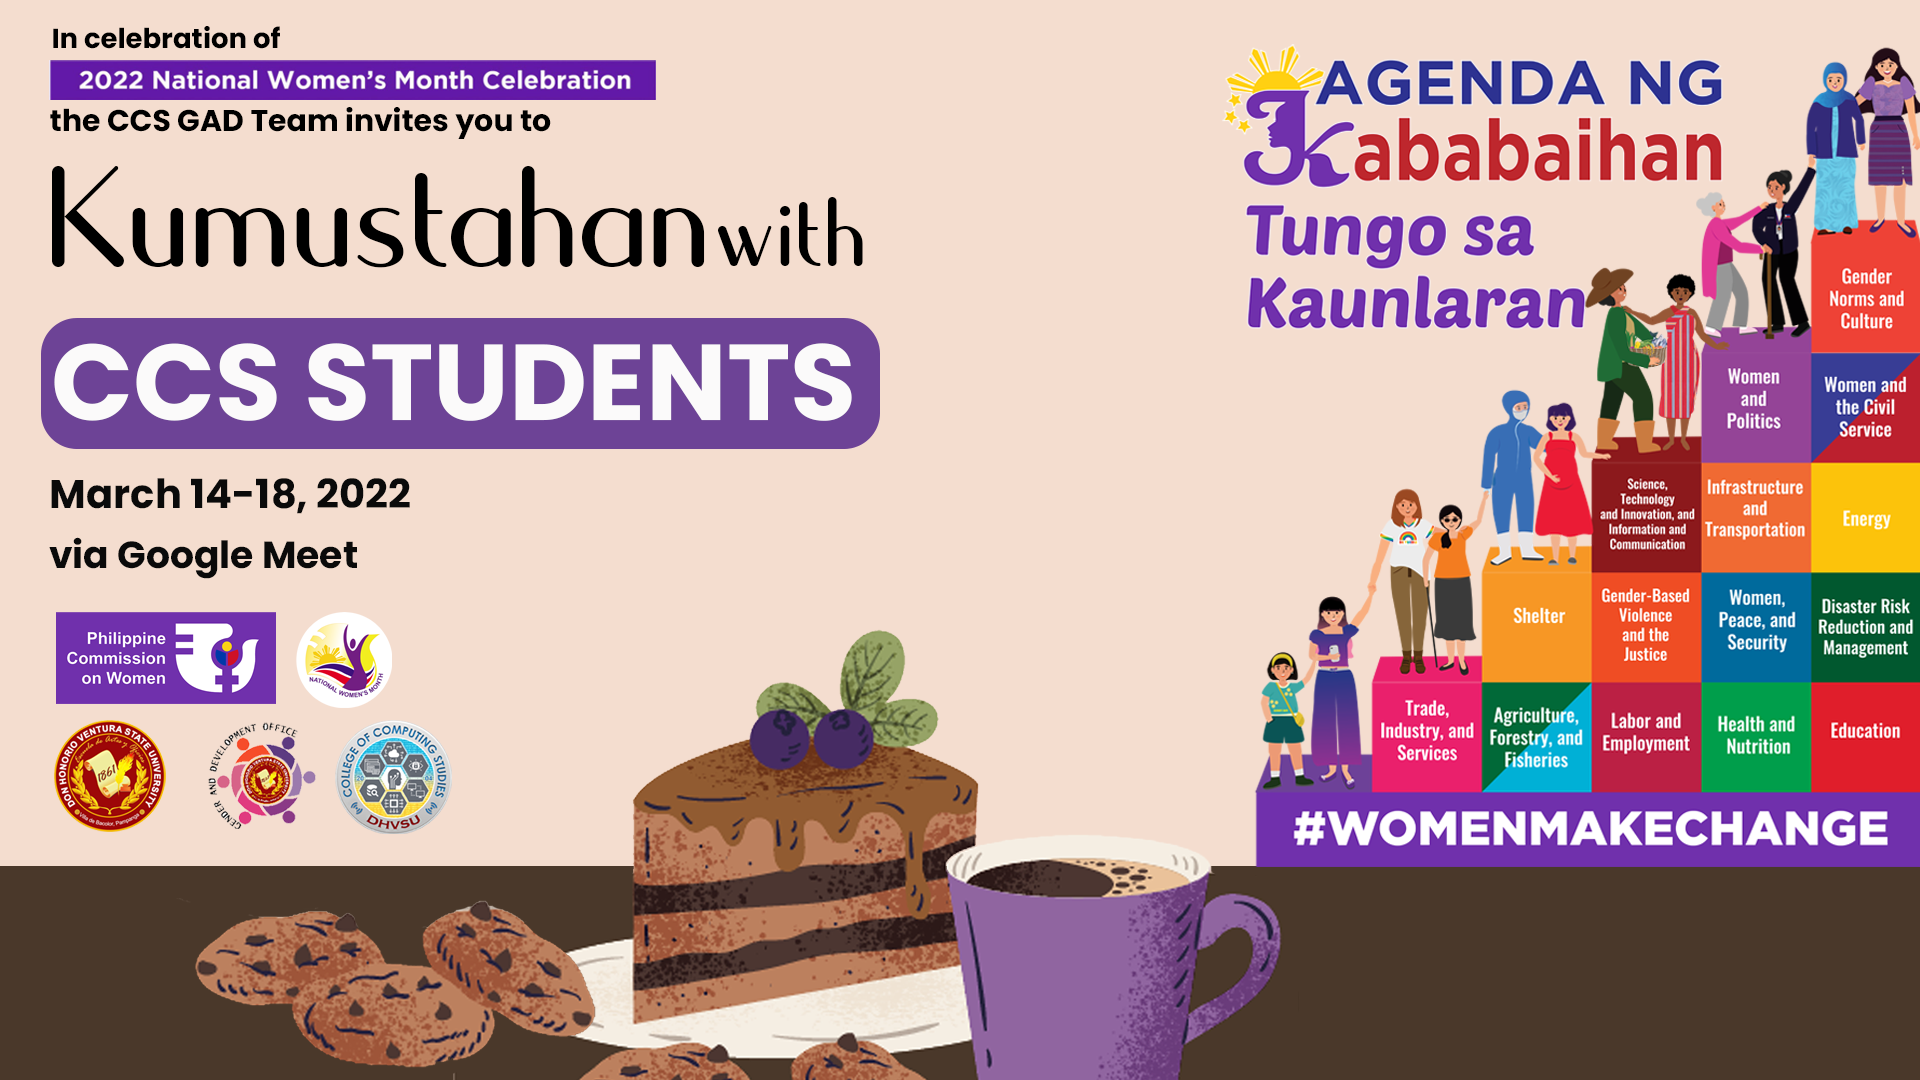 In celebration of
2022 National Women's Month Celebration
the CCS GAD Team invites you to
Kumustahan with
CCS STUDENTS
March 14-18, 2022
via Google Meet
Philippine
Commission
on Women
NATIONAL WOMEN'S MONTH
DON HONORIO VENTURA STATE UNIVERSITY
1861
Villa de Bacolor, Pampanga
GENDER AND DEVELOPMENT OFFICE
COLLEGE OF COMPUTING STUDIES
DHVSU
AGENDA NG
Kababaihan
Tungo sa
Kaunlaran
Gender
Norms and
Culture
Women
and
Politics
Women and
the Civil
Service
Science,
Technology
and Innovation, and
Information and
Communication
Infrastructure
and
Transportation
Energy
Shelter
Gender-Based
Violence
and the
Justice
Women,
Peace, and
Security
Disaster Risk
Reduction and
Management
Trade,
Industry, and
Services
Agriculture,
Forestry, and
Fisheries
Labor and
Employment
Health and
Nutrition
Education
#WOMENMAKECHANGE